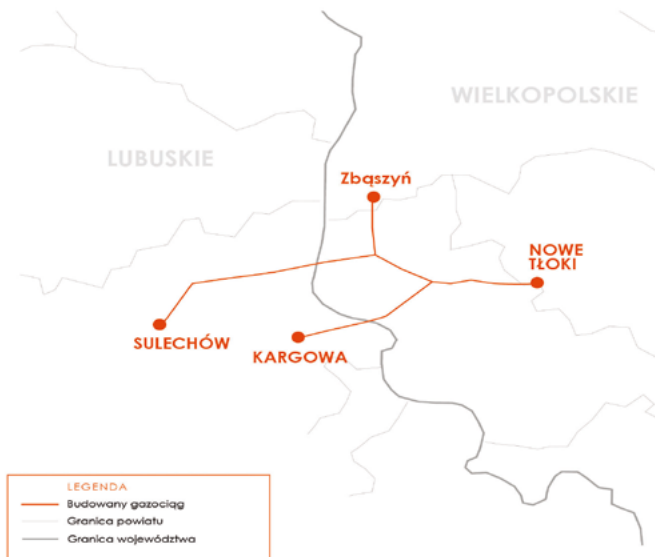 WIELKOPOLSKIE
LUBUSKIE
Zbąszyń
NOWE
TŁOKI
SULECHÓW
KARGOWA
LEGENDA
Budowany gazociąg
Granica powiatu
Granica województwa